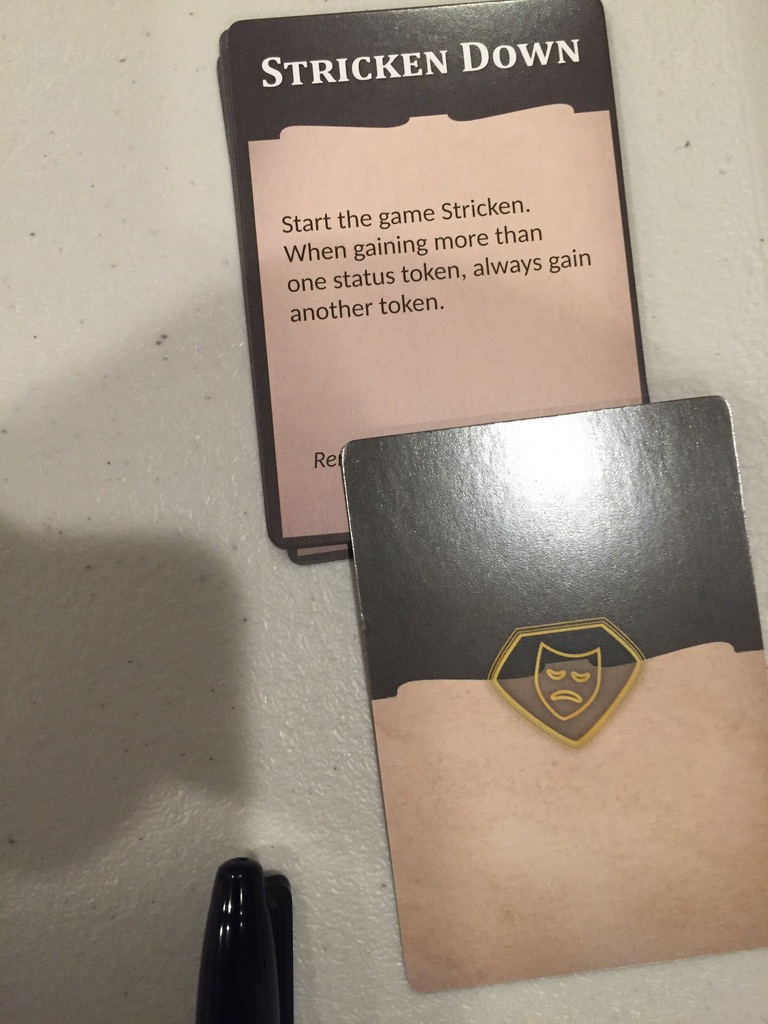 STRICKEN DOWN
Start the game Stricken.
When gaining more than
one status token, always gain
another token.